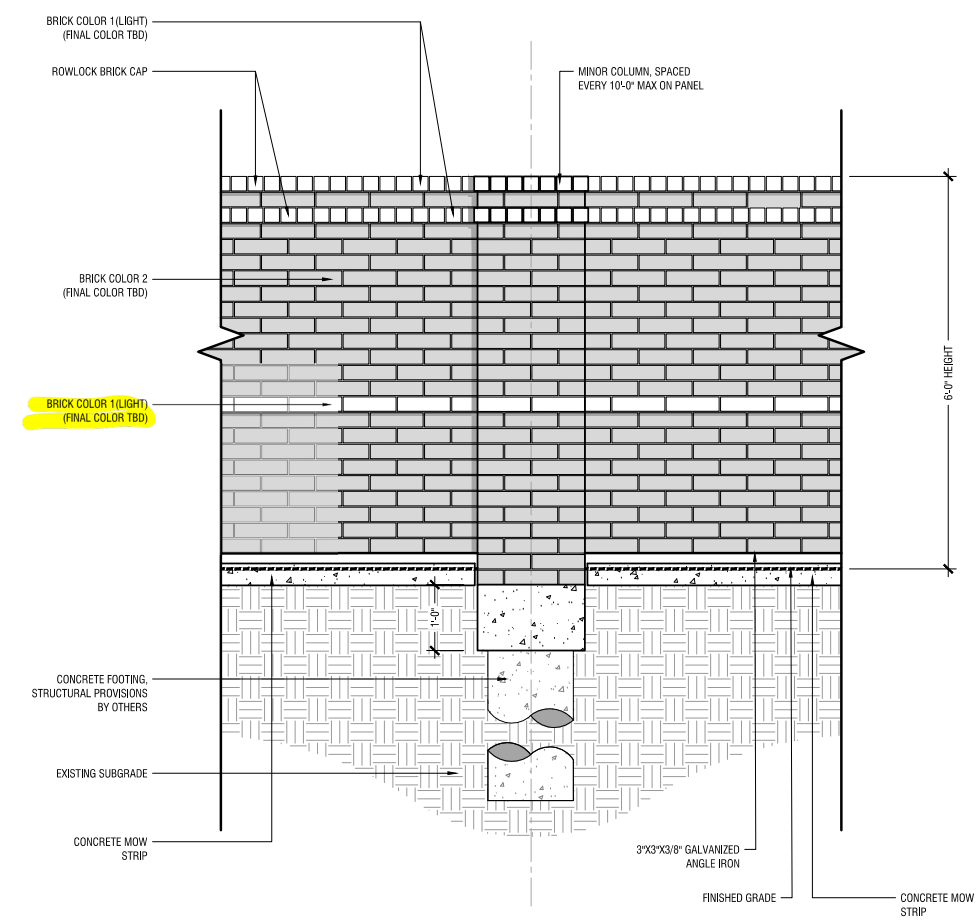 BRICK COLOR 1(LIGHT)
(FINAL COLOR TBD)
ROWLOCK BRICK CAP
MINOR COLUMN, SPACED
EVERY 10'-0" MAX ON PANEL
BRICK COLOR 2
(FINAL COLOR TBD)
6'-0" HEIGHT
BRICK COLOR 1(LIGHT)
(FINAL COLOR TBD)
1'-0"
CONCRETE FOOTING,
STRUCTURAL PROVISIONS
BY OTHERS
EXISTING SUBGRADE
CONCRETE MOW
STRIP
3"X3"X3/8" GALVANIZED
ANGLE IRON
FINISHED GRADE
CONCRETE MOW
STRIP